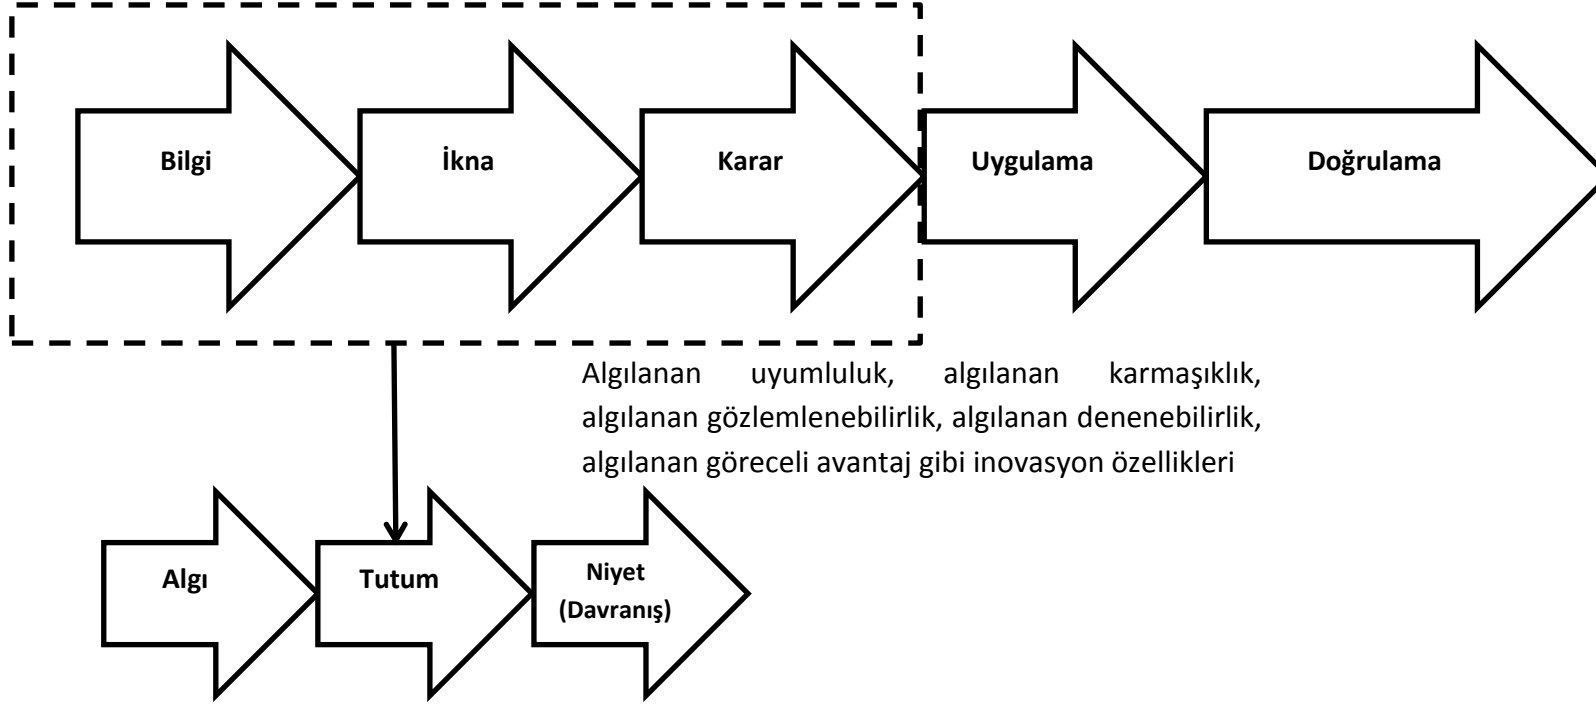 Bilgi
İkna
Karar
Uygulama
Doğrulama
Algılanan uyumluluk, algılanan karmaşıklık,
algılanan gözlemlenebilirlik, algılanan denenebilirlik,
algılanan göreceli avantaj gibi inovasyon özellikleri
Algı
Tutum
Niyet
(Davranış)